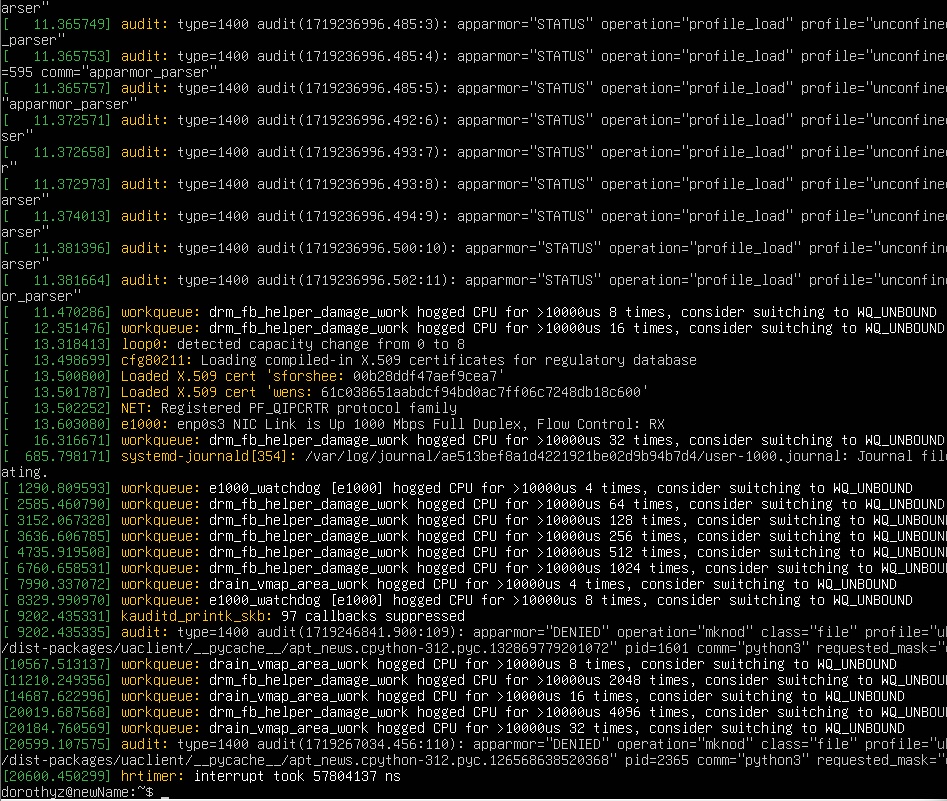 arser"
[   11.365749] audit: type=1400 audit(1719236996.485:3): apparmor="STATUS" operation="profile_load" profile="unconfine
_parser"
[   11.365753] audit: type=1400 audit(1719236996.485:4): apparmor="STATUS" operation="profile_load" profile="unconfine
=595 comm="apparmor_parser"
[   11.365757] audit: type=1400 audit(1719236996.485:5): apparmor="STATUS" operation="profile_load" profile="unconfine
"apparmor_parser"
[   11.372571] audit: type=1400 audit(1719236996.492:6): apparmor="STATUS" operation="profile_load" profile="unconfine
ser"
[   11.372658] audit: type=1400 audit(1719236996.493:7): apparmor="STATUS" operation="profile_load" profile="unconfine
r"
[   11.372973] audit: type=1400 audit(1719236996.493:8): apparmor="STATUS" operation="profile_load" profile="unconfine
arser"
[   11.374013] audit: type=1400 audit(1719236996.494:9): apparmor="STATUS" operation="profile_load" profile="unconfine
arser"
[   11.381396] audit: type=1400 audit(1719236996.500:10): apparmor="STATUS" operation="profile_load" profile="unconfin
arser"
[   11.381664] audit: type=1400 audit(1719236996.502:11): apparmor="STATUS" operation="profile_load" profile="unconfin
or_parser"
[   11.470286] workqueue: drm_fb_helper_damage_work hogged CPU for >10000us 8 times, consider switching to WQ_UNBOUND
[   12.351476] workqueue: drm_fb_helper_damage_work hogged CPU for >10000us 16 times, consider switching to WQ_UNBOUND
[   13.318413] loop0: detected capacity change from 0 to 8
[   13.498699] cfg80211: Loading compiled-in X.509 certificates for regulatory database
[   13.500800] Loaded X.509 cert 'sforshee: 00b28ddf47aef9cea7'
[   13.501787] Loaded X.509 cert 'wens: 61c038651aabdcf94bd0ac7ff06c7248db18c600'
[   13.502252] NET: Registered PF_QIPCRTR protocol family
[   13.603080] e1000: enp0s3 NIC Link is Up 1000 Mbps Full Duplex, Flow Control: RX
[   16.316671] workqueue: drm_fb_helper_damage_work hogged CPU for >10000us 32 times, consider switching to WQ_UNBOUND
[  685.798171] systemd-journald[354]: /var/log/journal/ae513bef8a1d4221921be02d9b94b7d4/user-1000.journal: Journal fil
ating.
[ 1290.809593] workqueue: e1000_watchdog [e1000] hogged CPU for >10000us 4 times, consider switching to WQ_UNBOUND
[ 2585.460790] workqueue: drm_fb_helper_damage_work hogged CPU for >10000us 64 times, consider switching to WQ_UNBOUND
[ 3152.067328] workqueue: drm_fb_helper_damage_work hogged CPU for >10000us 128 times, consider switching to WQ_UNBOUN
[ 3636.606785] workqueue: drm_fb_helper_damage_work hogged CPU for >10000us 256 times, consider switching to WQ_UNBOUN
[ 4735.919508] workqueue: drm_fb_helper_damage_work hogged CPU for >10000us 512 times, consider switching to WQ_UNBOUN
[ 6760.658531] workqueue: drm_fb_helper_damage_work hogged CPU for >10000us 1024 times, consider switching to WQ_UNBOU
[ 7990.337072] workqueue: drain_vmap_area_work hogged CPU for >10000us 4 times, consider switching to WQ_UNBOUND
[ 8329.990970] workqueue: e1000_watchdog [e1000] hogged CPU for >10000us 8 times, consider switching to WQ_UNBOUND
[ 9202.435331] kauditd_printk_skb: 97 callbacks suppressed
[ 9202.435335] audit: type=1400 audit(1719246841.900:109): apparmor="DENIED" operation="mknod" class="file" profile="u
/dist-packages/uaclient/__pycache__/apt_news.cpython-312.pyc.132869779201072" pid=1601 comm="python3" requested_mask="
[10567.513137] workqueue: drain_vmap_area_work hogged CPU for >10000us 8 times, consider switching to WQ_UNBOUND
[11210.249356] workqueue: drm_fb_helper_damage_work hogged CPU for >10000us 2048 times, consider switching to WQ_UNBOU
[14687.622996] workqueue: drain_vmap_area_work hogged CPU for >10000us 16 times, consider switching to WQ_UNBOUND
[20019.687568] workqueue: drm_fb_helper_damage_work hogged CPU for >10000us 4096 times, consider switching to WQ_UNBOU
[20184.760569] workqueue: drain_vmap_area_work hogged CPU for >10000us 32 times, consider switching to WQ_UNBOUND
[20599.107575] audit: type=1400 audit(1719267034.456:110): apparmor="DENIED" operation="mknod" class="file" profile="u
/dist-packages/uaclient/__pycache__/apt_news.cpython-312.pyc.126568638520368" pid=2365 comm="python3" requested_mask="
[20600.450299] hrtimer: interrupt took 57804137 ns
dorothyz@newName:~$ _